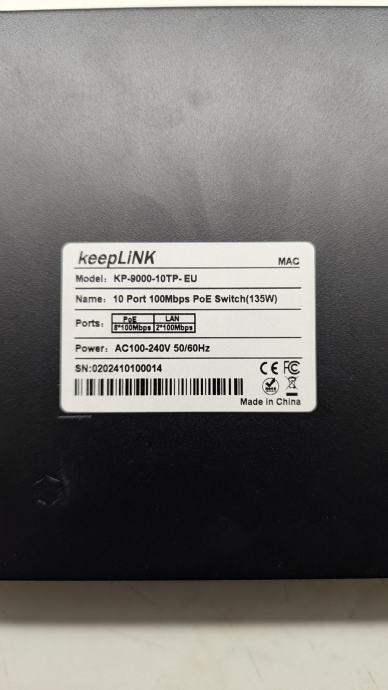 keepLiNK
MAC
Model: KP-9000-10TP- EU
Name: 10 Port 100Mbps PoE Switch(135W)
Ports: PoE LAN
8*100Mbps 2*100Mbps
Power: AC100-240V 50/60Hz
SN:0202410100014
CE FC
Made in China